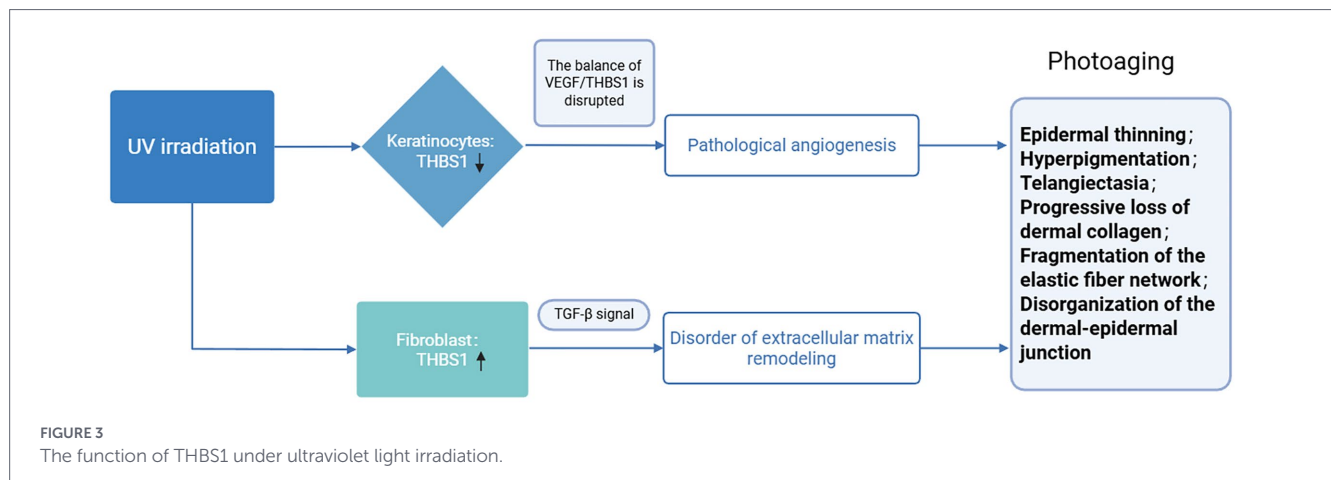 The balance of
VEGF/THBS1 is
disrupted
Photoaging
UV irradiation
Keratinocytes:
THBS1 ↓
Pathological angiogenesis
Epidermal thinning;
Hyperpigmentation;
Telangiectasia;
Progressive loss of
dermal collagen;
Fragmentation of the
elastic fiber network;
Disorganization of the
dermal-epidermal
junction
TGF-β signal
Fibroblast:
THBS1 ↑
Disorder of extracellular matrix
remodeling
FIGURE 3
The function of THBS1 under ultraviolet light irradiation.